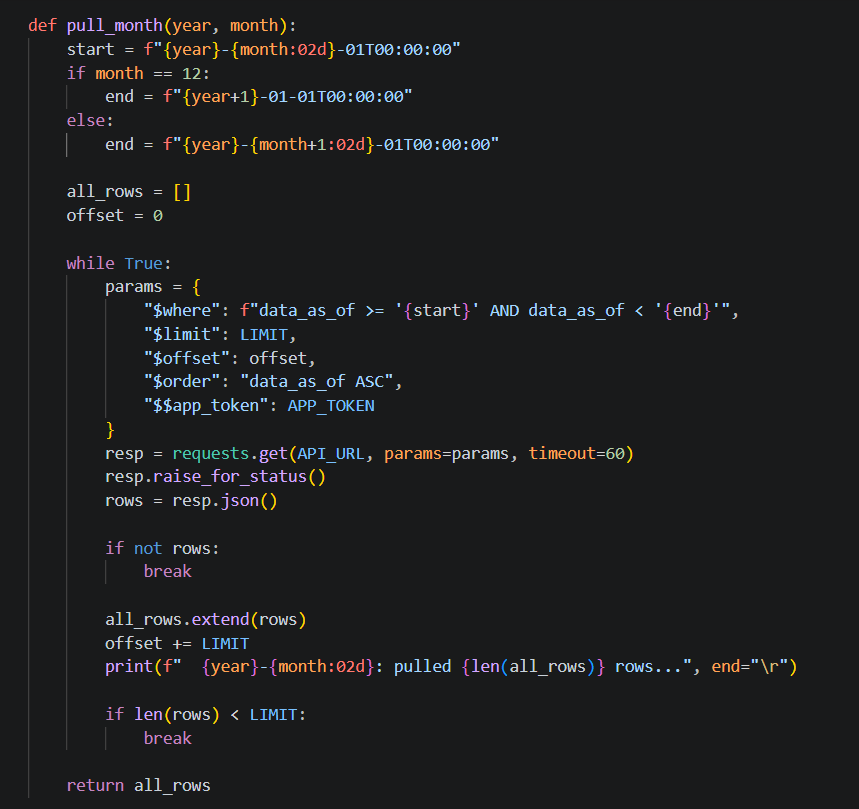 def pull_month(year, month):
    start = f"{year}-{month:02d}-01T00:00:00"
    if month == 12:
        end = f"{year+1}-01-01T00:00:00"
    else:
        end = f"{year}-{month+1:02d}-01T00:00:00"

    all_rows = []
    offset = 0

    while True:
        params = {
            "$where": f"data_as_of >= '{start}' AND data_as_of < '{end}'",
            "$limit": LIMIT,
            "$offset": offset,
            "$order": "data_as_of ASC",
            "$$app_token": APP_TOKEN
        }
        resp = requests.get(API_URL, params=params, timeout=60)
        resp.raise_for_status()
        rows = resp.json()

        if not rows:
            break

        all_rows.extend(rows)
        offset += LIMIT
        print(f"  {year}-{month:02d}: pulled {len(all_rows)} rows...", end="\r")

        if len(rows) < LIMIT:
            break

    return all_rows